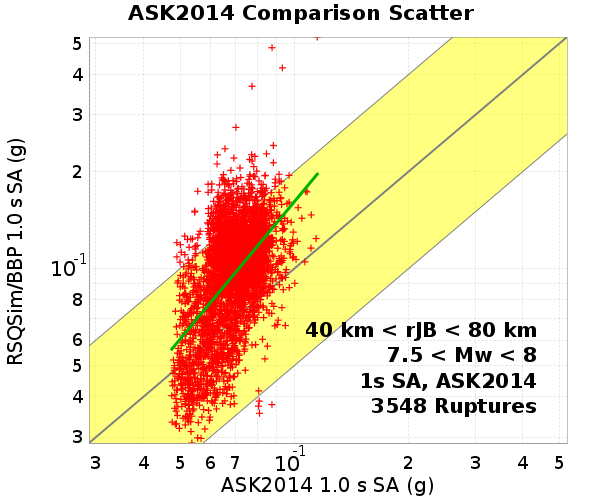 ASK2014 Comparison Scatter
RSQSim/BBP 1.0 s SA (g)
5
4
3
2
10⁻¹
8
6
5
4
3
40 km < rJB < 80 km
7.5 < Mw < 8
1s SA, ASK2014
3548 Ruptures
3 4 5 6 7 10⁻¹ 2 3 4 5
ASK2014 1.0 s SA (g)